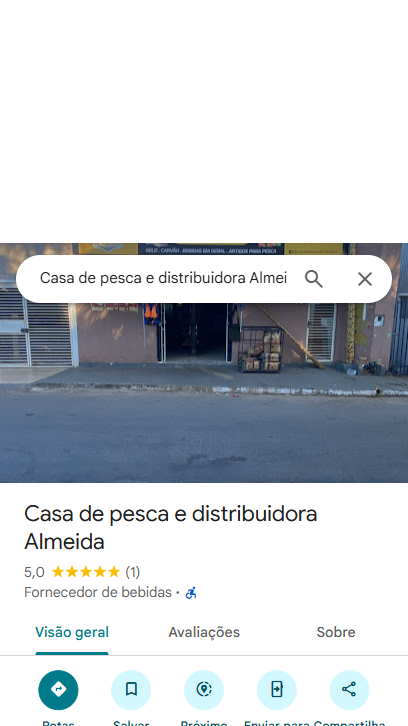 GELO . CARVÃO . BEBIDAS EM GERAL . ARTIGOS PARA PESCA
Casa de pesca e distribuidora Almei
Casa de pesca e distribuidora
Almeida
5,0 (1)
Fornecedor de bebidas ·
Visão geral Avaliações Sobre
Rotas Salvar Próximo Enviar para Compartilha